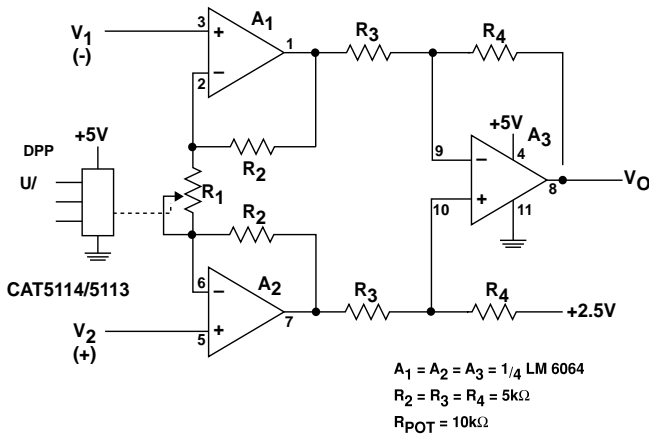 V1
(-)
3
+
A1
1
−
2
R3
R4
+5V
A3
4
9
−
+
10
8
11
VO
DPP
+5V
U/
R2
R1
R2
CAT5114/5113
6
−
A2
7
+
5
V2
(+)
R3
R4
+2.5V
A1 = A2 = A3 = 1/4 LM 6064
R2 = R3 = R4 = 5kΩ
RPOT = 10kΩ